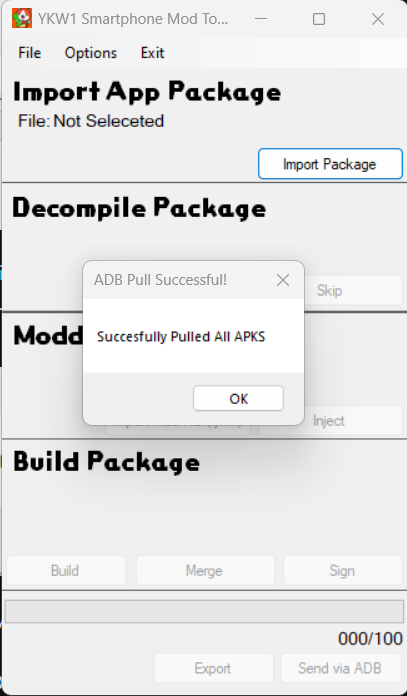 YKW1 Smartphone Mod To...
File Options Exit
Import App Package
File: Not Seleceted
Import Package
Decompile Package
Skip
ADB Pull Successful!
Succesfully Pulled All APKS
OK
Modd
Inject
Build Package
Build Merge Sign
000/100
Export Send via ADB